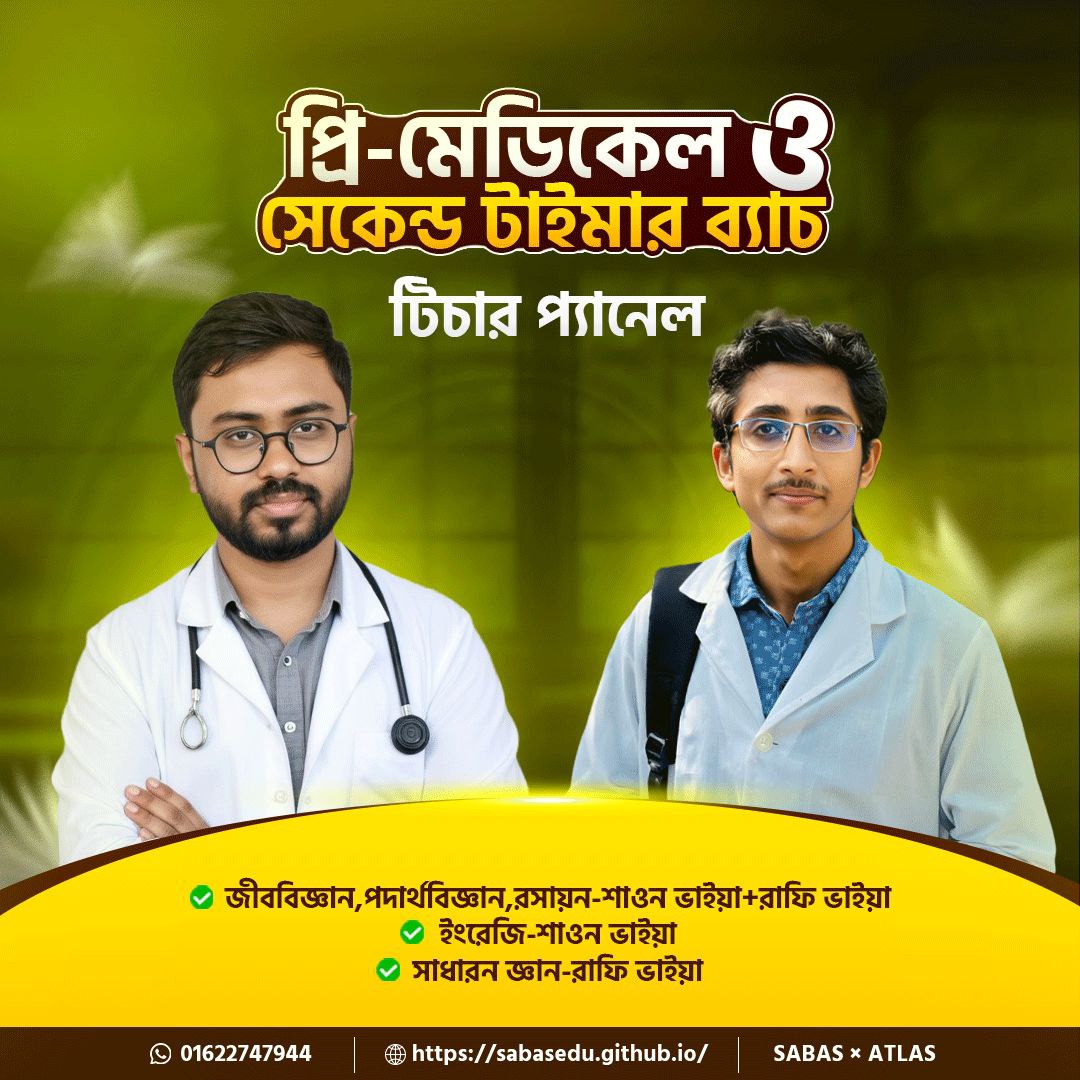 প্রি-মেডিকেল ও
সেকেন্ড টাইমার ব্যাচ
টিচার প্যানেল
জীববিজ্ঞান,পদার্থবিজ্ঞান,রসায়ন-শাওন ভাইয়া+রাফি ভাইয়া
ইংরেজি-শাওন ভাইয়া
সাধারন জ্ঞান-রাফি ভাইয়া
01622747944
https://sabasedu.github.io/
SABAS × ATLAS